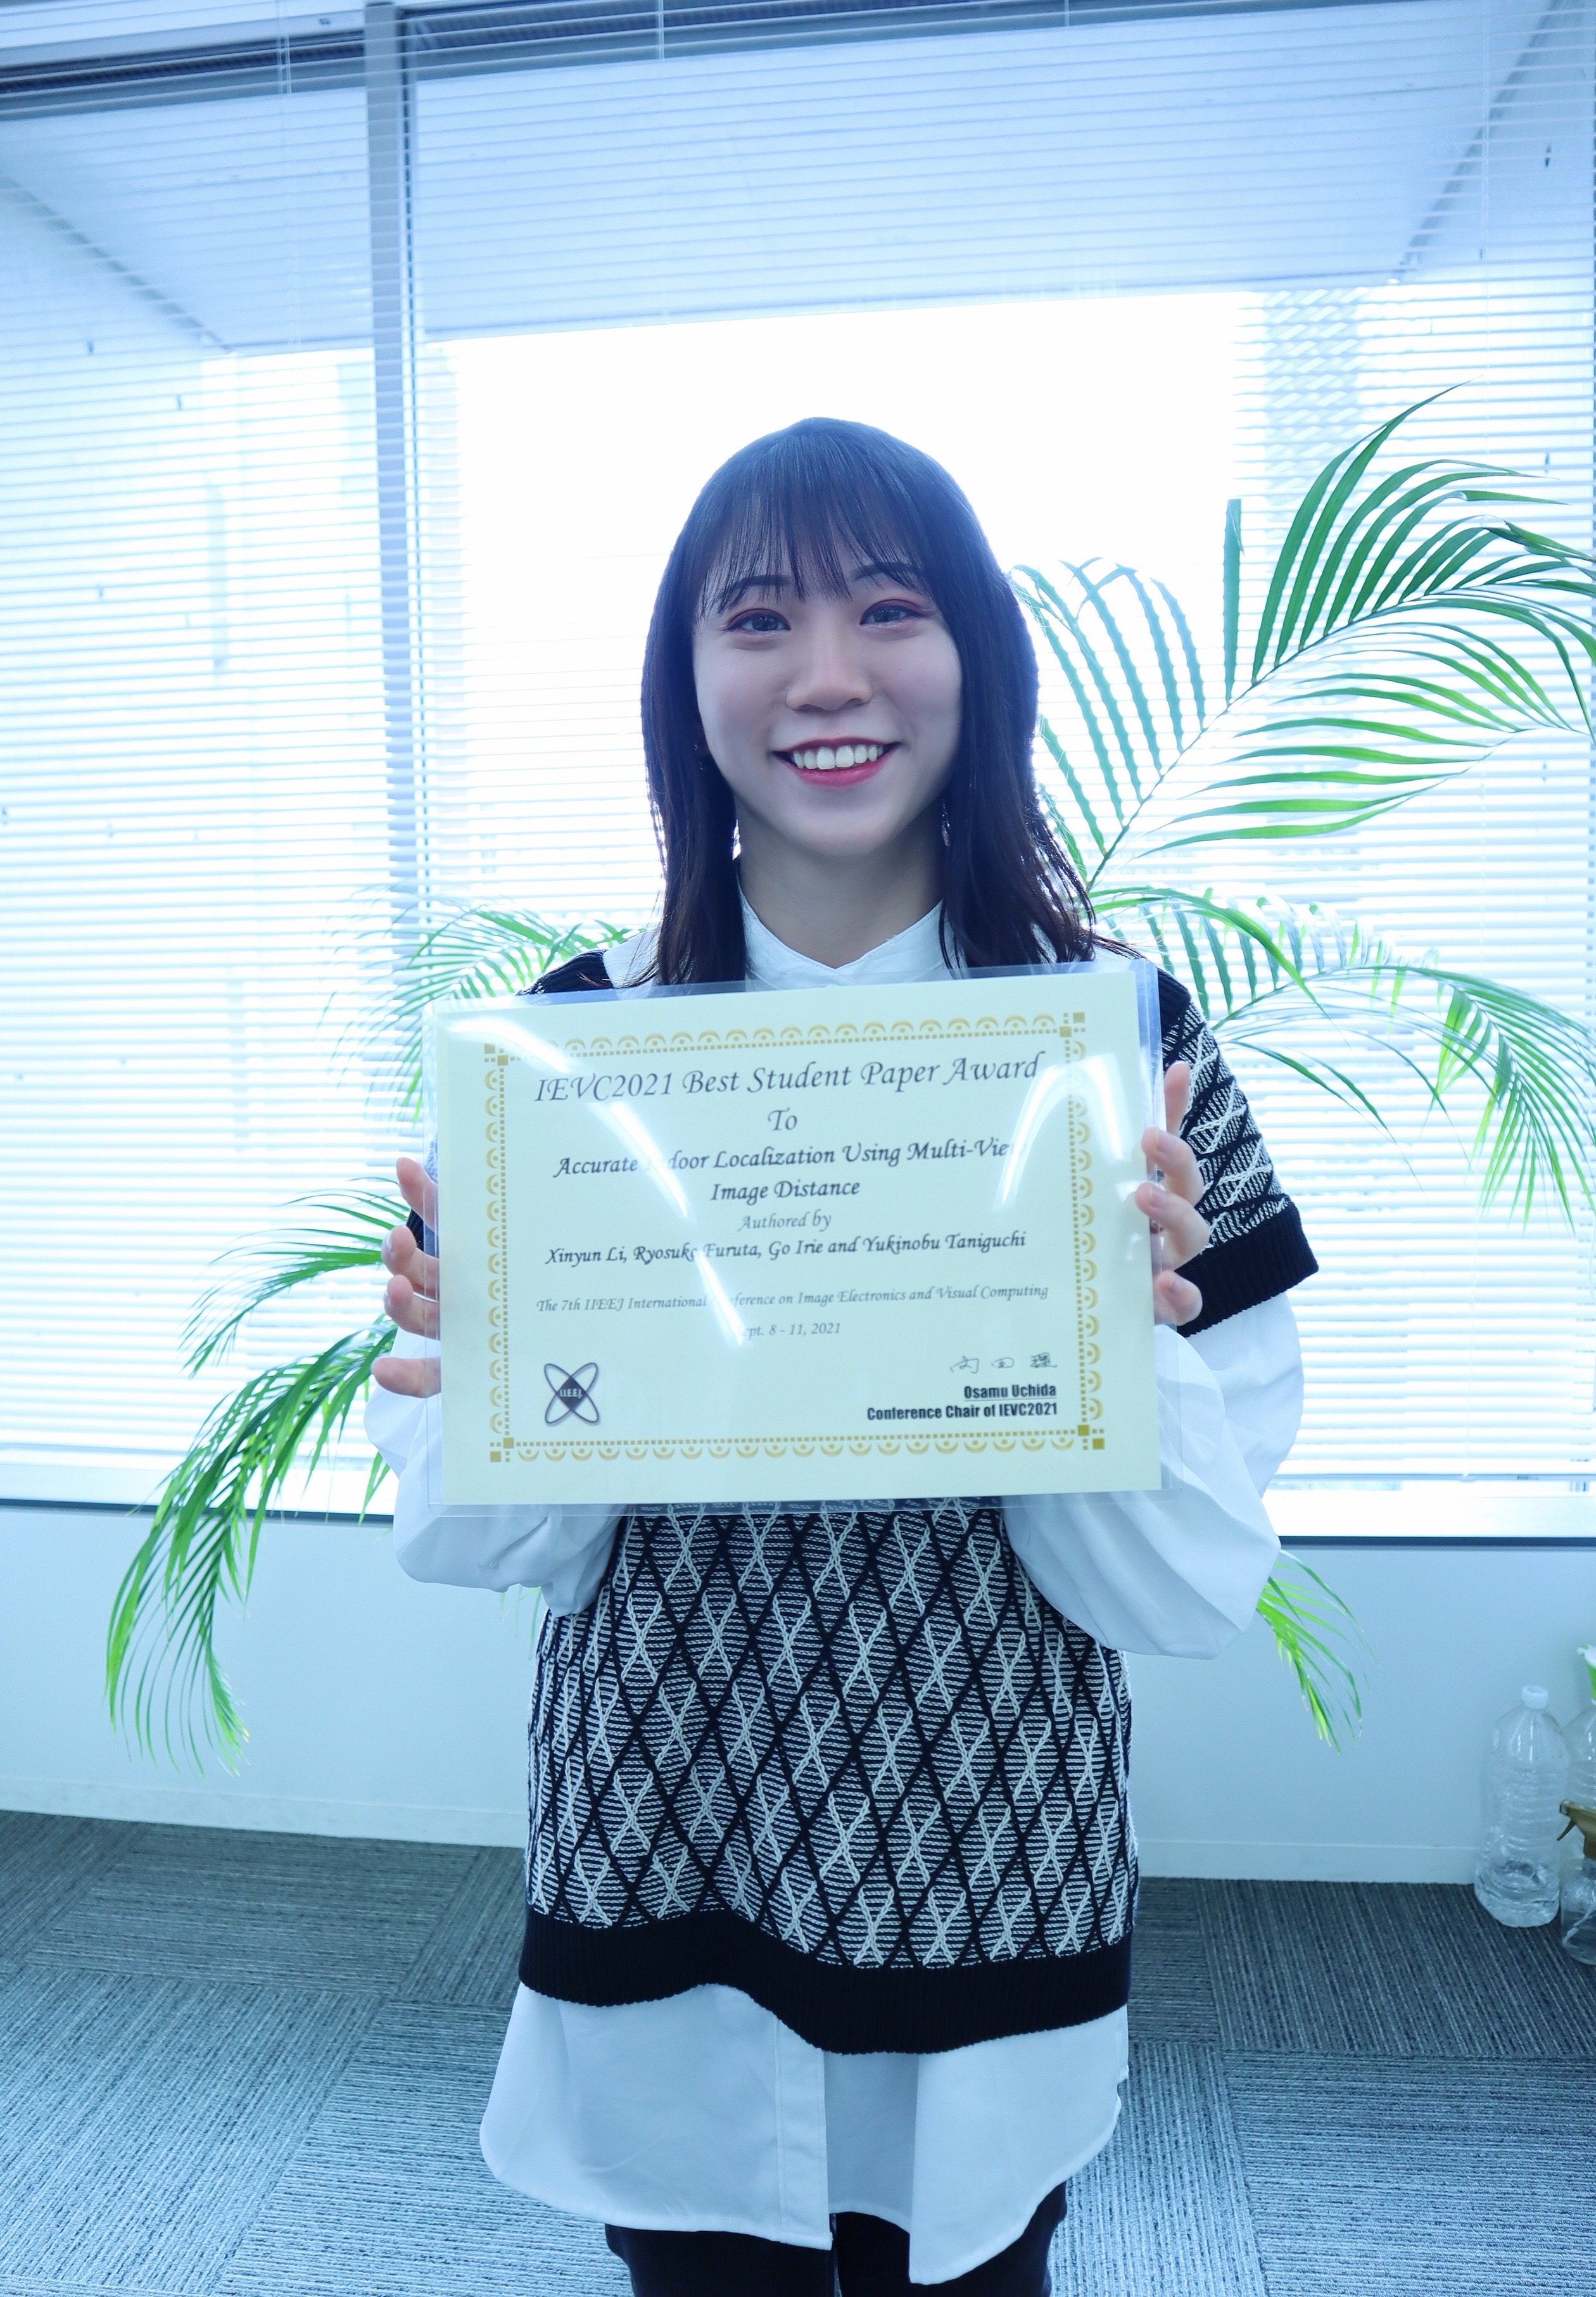 IEVC2021 Best Student Paper Award
To
Accurate Localization Using Multi-View
Image Distance
Authored by
Xinyun Li, Ryosuke Furuta, Go Irie and Yukinobu Taniguchi
The 7th IIEEJ International Conference on Image Electronics and Visual Computing
Sept. 8 - 11, 2021
I.I.E.E.J
Osamu Uchida
Conference Chair of IEVC2021